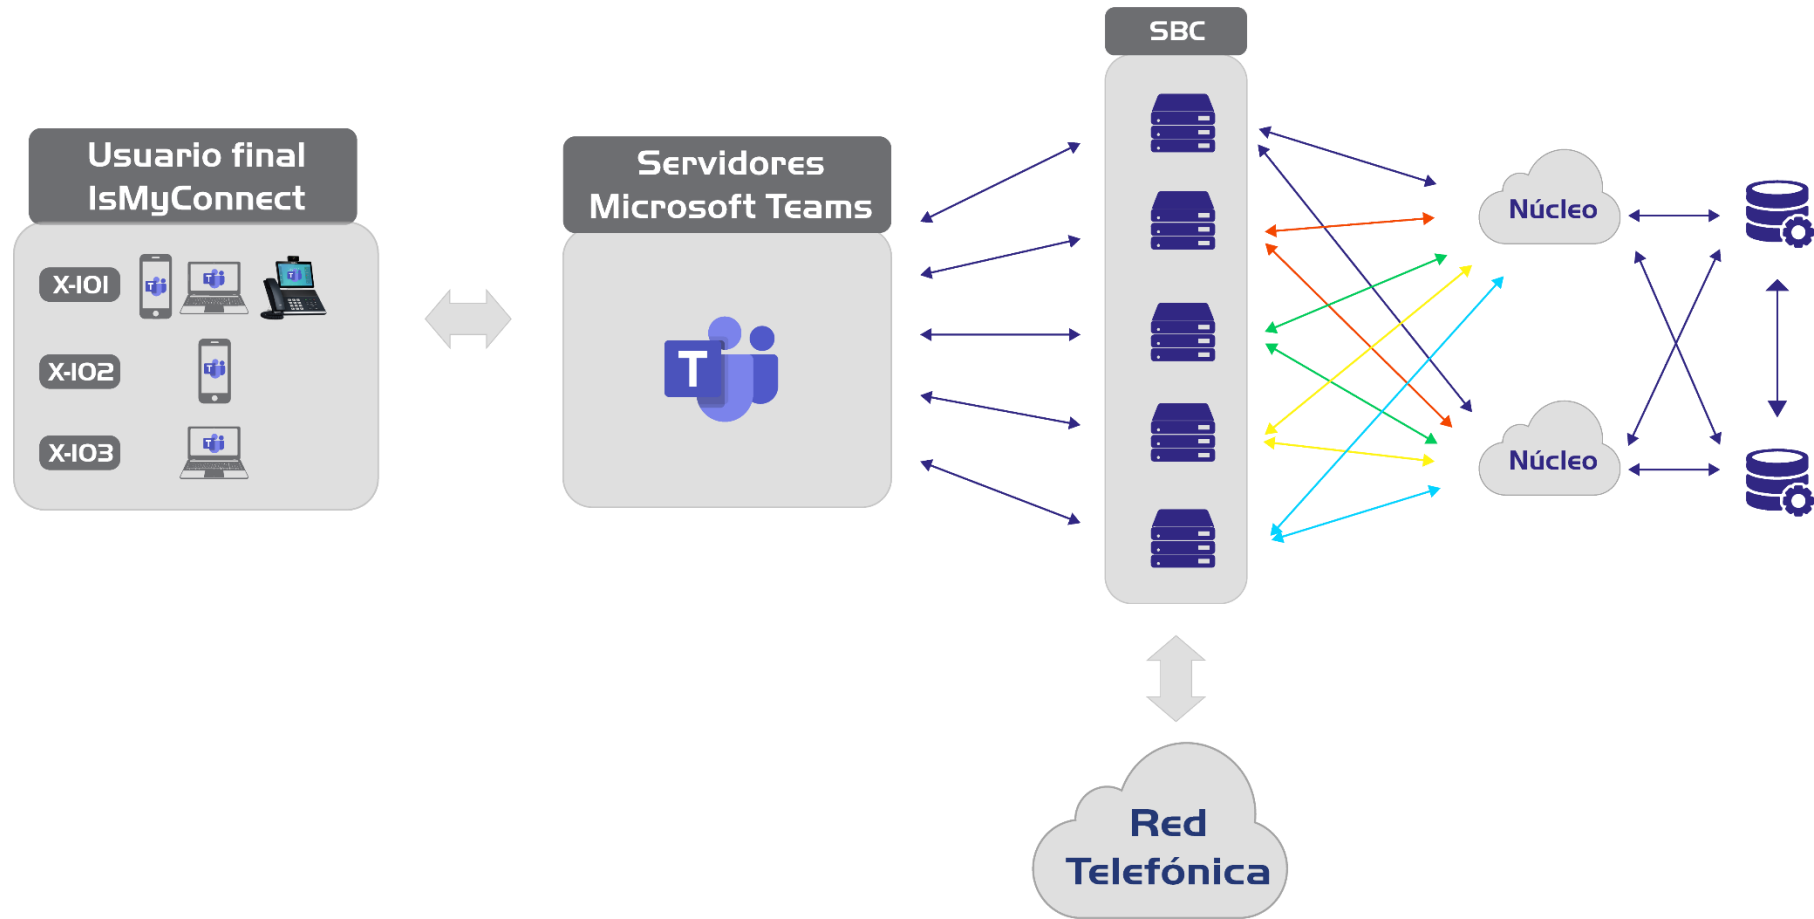 SBC
Usuario final
IsMyConnect
Servidores
Microsoft Teams
X-101
X-102
X-103
T
Núcleo
Núcleo
Red
Telefónica